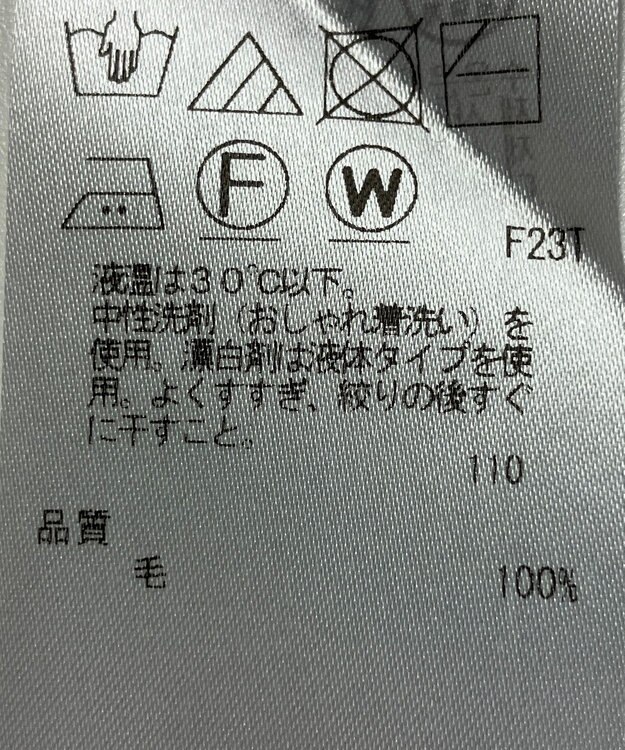 F
W
F23T
液温は30℃以下。
中性洗剤(おしゃれ着洗い)を
使用。漂白剤は液体タイプを使
用。よくすすぎ、絞りの後すぐ
に干すこと。
110
品質
毛 100%